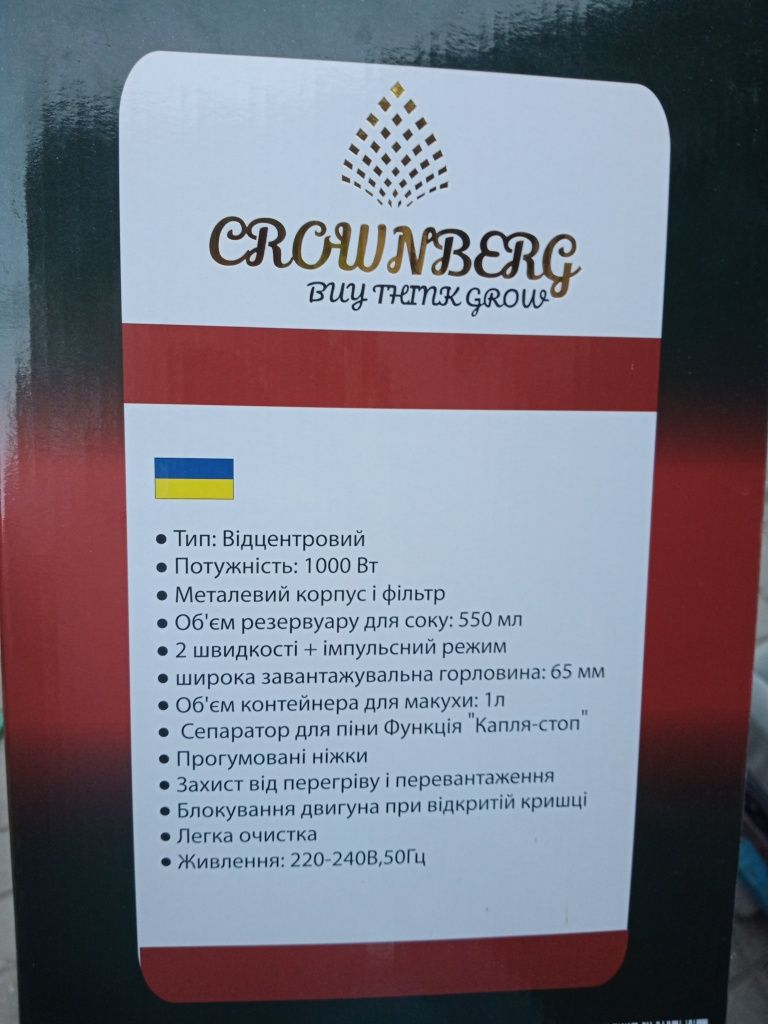 CROWNBERG
BUY THINK GROW
● Тип: Відцентровий
● Потужність: 1000 Вт
● Металевий корпус і фільтр
● Об'єм резервуару для соку: 550 мл
● 2 швидкості + імпульсний режим
● широка завантажувальна горловина: 65 мм
● Об'єм контейнера для макухи: 1л
● Сепаратор для піни Функція "Капля-стоп"
● Прогумовані ніжки
● Захист від перегріву і перевантаження
● Блокування двигуна при відкритій кришці
● Легка очистка
● Живлення: 220-240В,50Гц